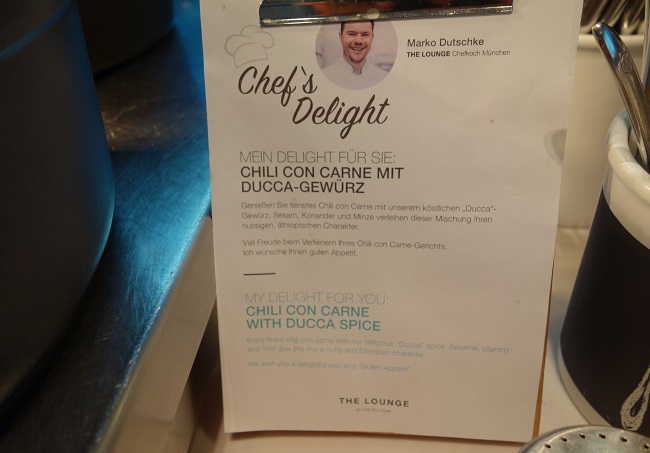 Marko Dutschke
THE LOUNGE Chefkoch München
Chef`s
Delight
MEIN DELIGHT FÜR SIE:
CHILI CON CARNE MIT
DUCCA-GEWÜRZ
Genießen Sie feinstes Chili con Carne mit unserem köstlichen „Ducca“-
Gewürz. Sesam, Koriander und Minze verleihen dieser Mischung ihren
nussigen, äthiopischen Charakter.
Viel Freude beim Verfeinern Ihres Chili con Carne-Gerichts.
Ich wünsche Ihnen guten Appetit.
MY DELIGHT FOR YOU:
CHILI CON CARNE
WITH DUCCA SPICE
Enjoy finest chili con carne with our delicious "Ducca" spice. Sesame, cilantro
and mint give this mix a nutty and Ethiopian character.
We wish you a delightful stay and "Guten Appetit".
THE LOUNGE